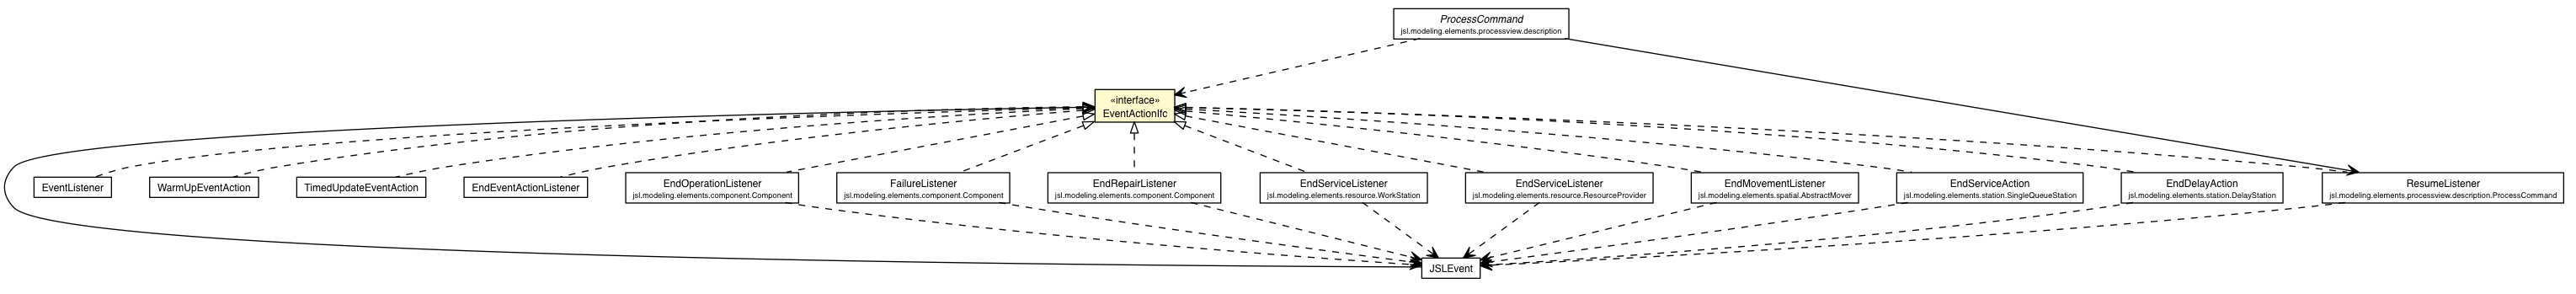 ProcessCommand
jsl.modeling.elements.processview.description
«interface»
EventActionIfc
EventListener
WarmUpEventAction
TimedUpdateEventAction
EndEventActionListener
EndOperationListener
jsl.modeling.elements.component.Component
FailureListener
jsl.modeling.elements.component.Component
EndRepairListener
jsl.modeling.elements.component.Component
EndServiceListener
jsl.modeling.elements.resource.WorkStation
EndServiceListener
jsl.modeling.elements.resource.ResourceProvider
EndMovementListener
jsl.modeling.elements.spatial.AbstractMover
EndServiceAction
jsl.modeling.elements.station.SingleQueueStation
EndDelayAction
jsl.modeling.elements.station.DelayStation
ResumeListener
jsl.modeling.elements.processview.description.ProcessCommand
JSLEvent